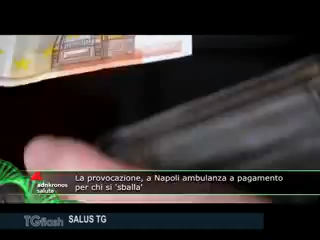 La provocazione, a Napoli ambulanza a pagamento
per chi si 'sballa'
adnkronos
salute
TGflash
SALUS TG